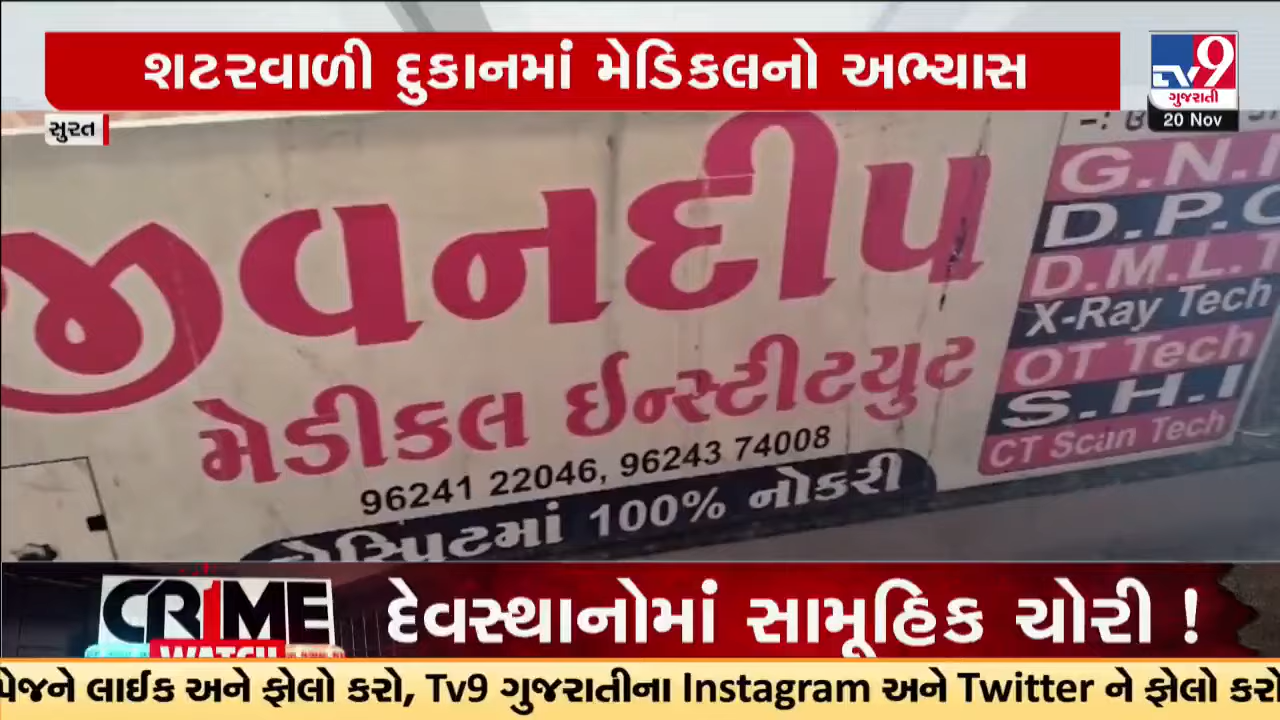 શટરવાળી દુકાનમાં મેડિકલનો અભ્યાસ
TV9
ગુજરાતી
20 Nov
સુરત
જીવનદીપ
મેડીકલ ઈન્સ્ટીટયુટ
96241 22046, 96243 74008
100% નોકરી
G.N.
D.P.
D.M.L.T
X-Ray Tech
OT Tech
S.H.I
CT Scan Tech
CRIME
WATCH
દેવસ્થાનોમાં સામૂહિક ચોરી !
પેજને લાઈક અને ફોલો કરો, Tv9 ગુજરાતીના Instagram અને Twitter ને ફોલો કરો